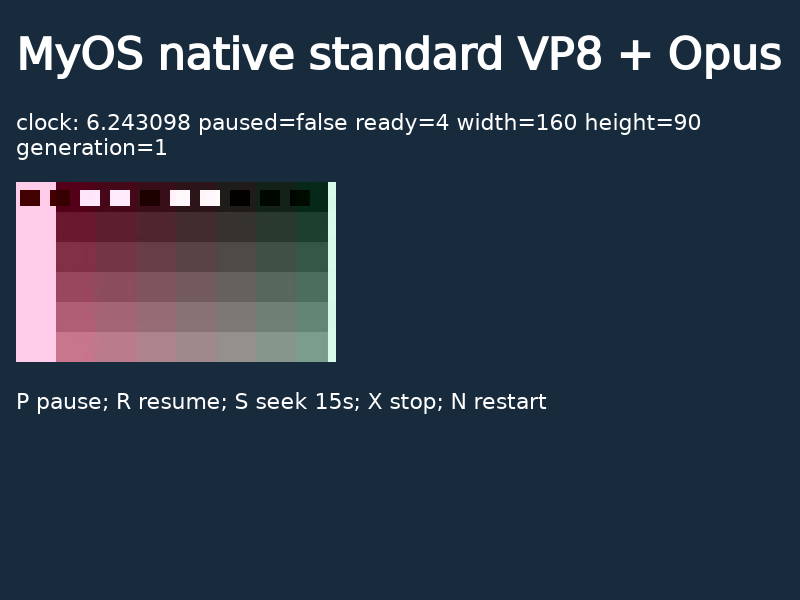 MyOS native standard VP8 + Opus
clock: 6.243098 paused=false ready=4 width=160 height=90
generation=1
P pause; R resume; S seek 15s; X stop; N restart